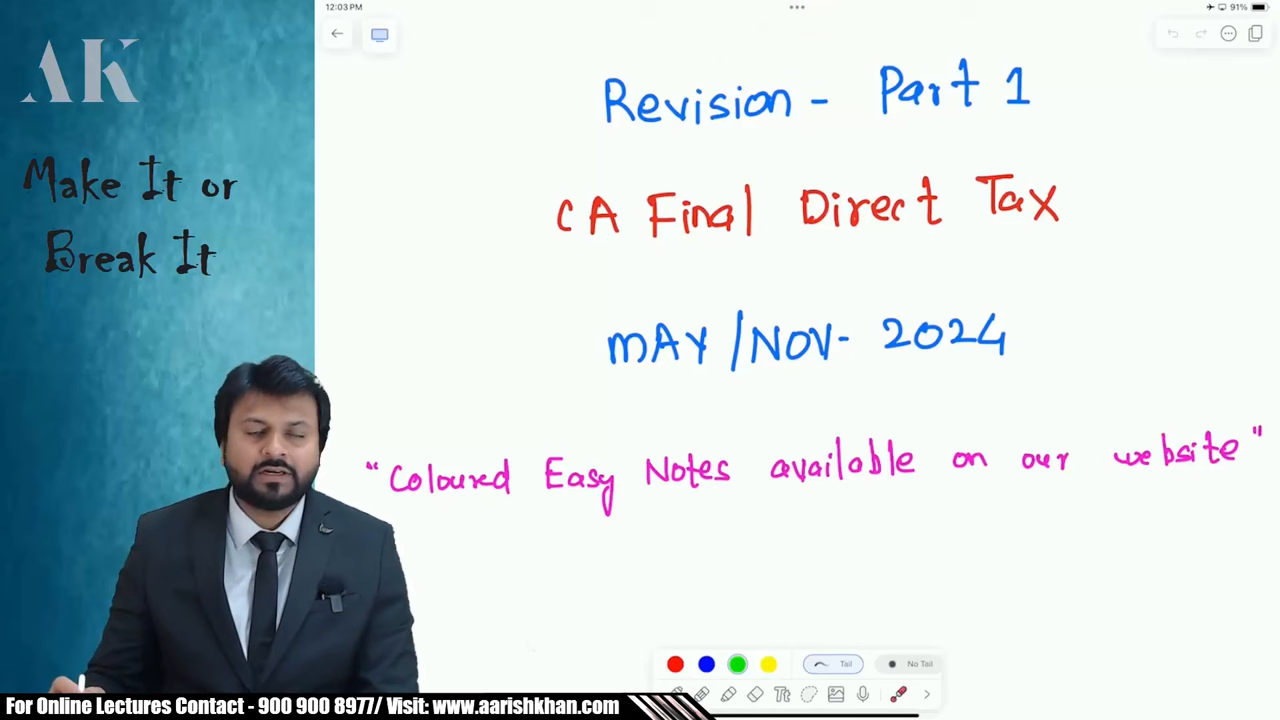 12:03 PM
91%
AK
Make It or
Break It
Revision - Part 1
CA Final Direct Tax
MAY /NOV- 2024
"Coloured Easy Notes available on our website"
Tail
No Tail
Tt
For Online Lectures Contact - 900 900 8977/ Visit: www.aarishkhan.com